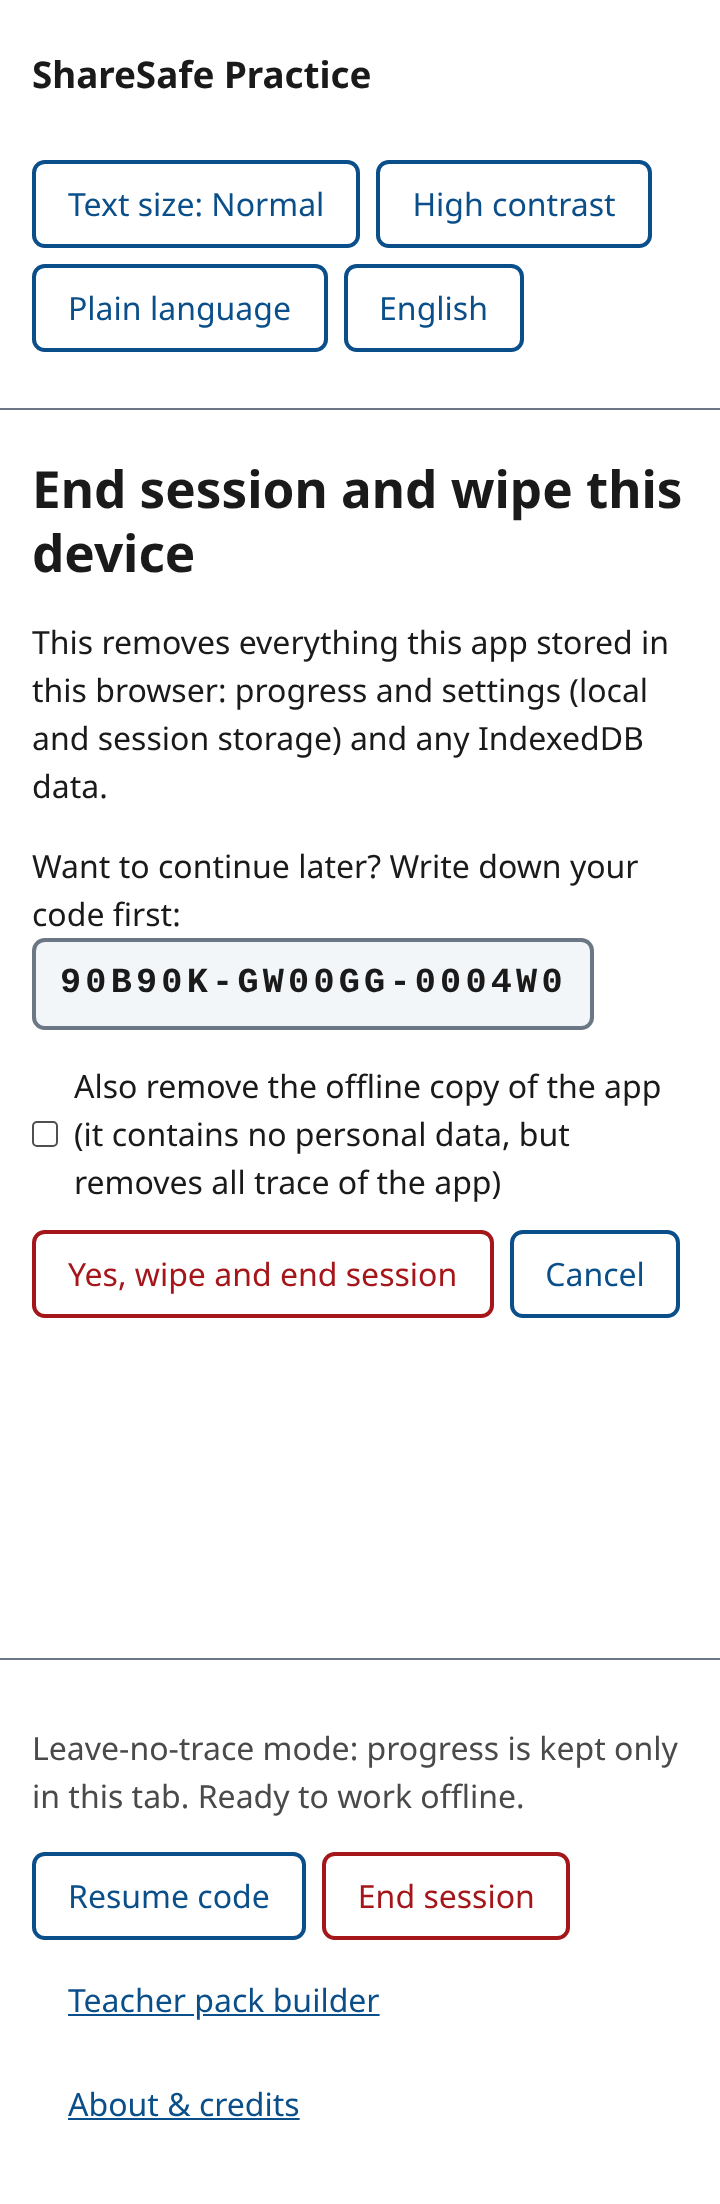 ShareSafe Practice
Text size: Normal
High contrast
Plain language
English
End session and wipe this
device
This removes everything this app stored in
this browser: progress and settings (local
and session storage) and any IndexedDB
data.
Want to continue later? Write down your
code first:
90B90K-GW00GG-0004W0
Also remove the offline copy of the app
(it contains no personal data, but
removes all trace of the app)
Yes, wipe and end session
Cancel
Leave-no-trace mode: progress is kept only
in this tab. Ready to work offline.
Resume code
End session
Teacher pack builder
About & credits